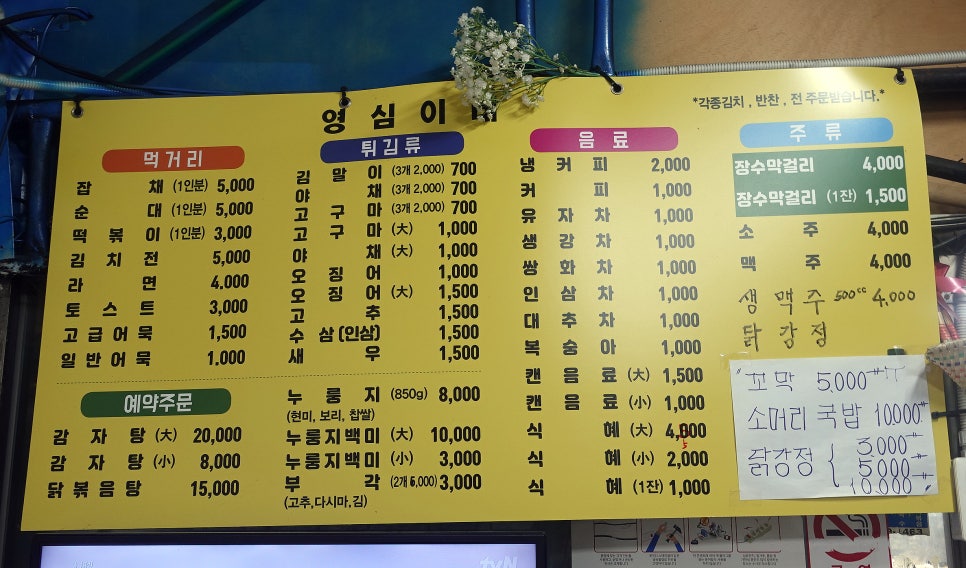 영심이네
*각종김치, 반찬, 전 주문받습니다.*
먹거리
잡채 (1인분) 5,000
순대 (1인분) 5,000
떡볶이 (1인분) 3,000
김치전 5,000
라면 4,000
토스트 3,000
고급어묵 1,500
일반어묵 1,000
예약주문
감자탕 (大) 20,000
감자탕 (小) 8,000
닭볶음탕 15,000
튀김류
김말이 (3개 2,000) 700
야채 (3개 2,000) 700
고구마 (3개 2,000) 700
고구마 (大) 1,000
야채 (大) 1,000
오징어 1,000
오징어 (大) 1,500
고추 1,500
수삼(인삼) 1,500
새우 1,500
누룽지 (850g) 8,000
(현미, 보리, 찹쌀)
누룽지백미 (大) 10,000
누룽지백미 (小) 3,000
부각 (2개 6,000) 3,000
(고추,다시마,김)
음료
냉커피 2,000
커피 1,000
유자차 1,000
생강차 1,000
쌍화차 1,000
인삼차 1,000
대추차 1,000
복숭아 1,000
캔음료 (大) 1,500
캔음료 (小) 1,000
식혜 (大) 4,000
식혜 (小) 2,000
식혜 (1잔) 1,000
주류
장수막걸리 4,000
장수막걸리 (1잔) 1,500
소주 4,000
맥주 4,000
생맥주 500cc 4,000
닭강정
"꼬막 5,000₩
소머리국밥 10,000₩
닭강정 { 3,000₩
5,000
10,000
tvN